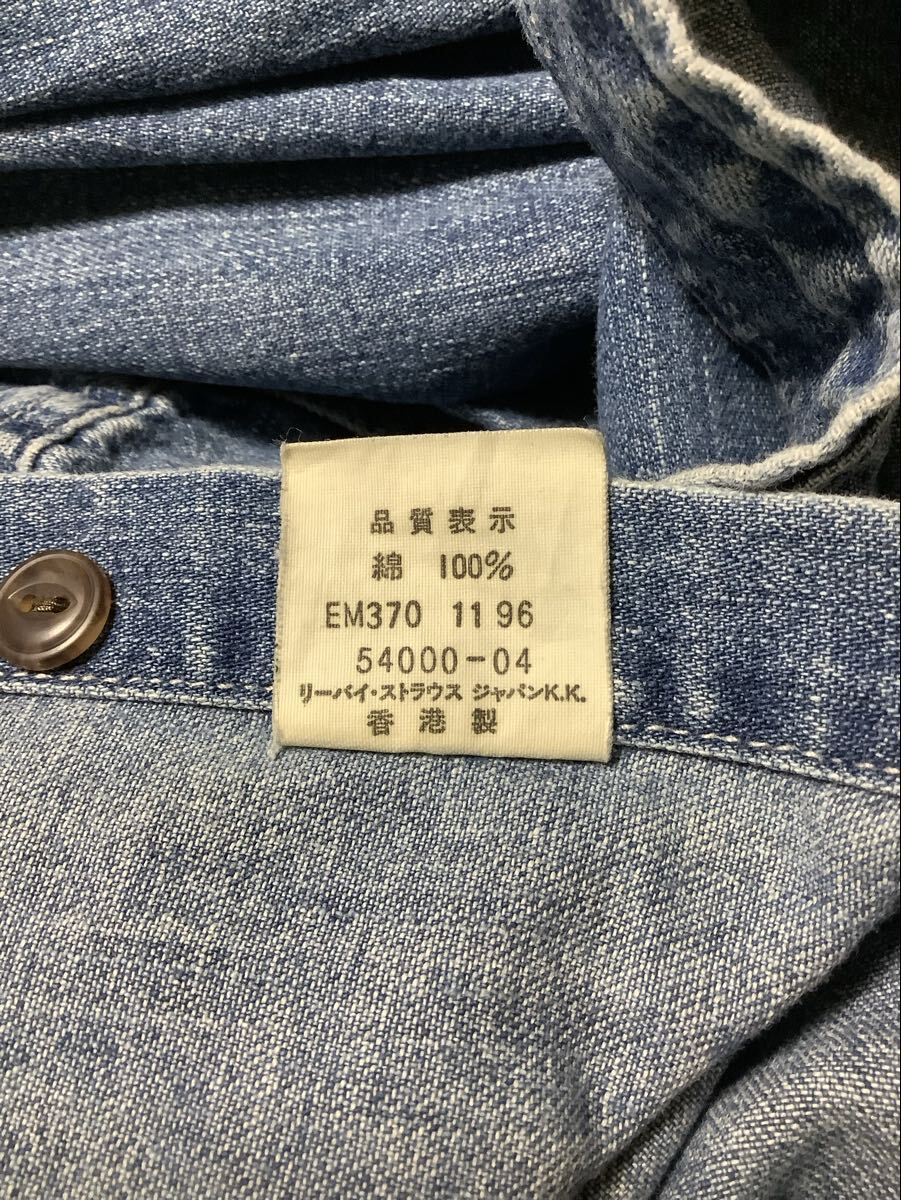 品質表示
綿 100%
EM370 11 96
54000-04
リーバイ・ストラウス ジャパンK.K.
香港製